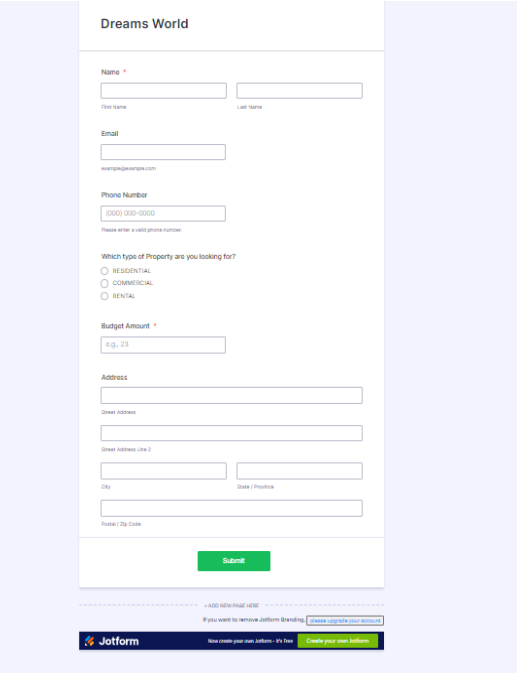 Dreams World
Name *
First Name Last Name
Email
example@example.com
Phone Number
(000) 000-0000
Please enter a valid phone number.
Which type of Property are you looking for?
RESIDENTIAL
COMMERCIAL
RENTAL
Budget Amount *
e.g., 23
Address
Street Address
Street Address Line 2
City State / Province
Postal / Zip Code
Submit
+ ADD NEW PAGE HERE
If you want to remove Jotform Branding, please upgrade your account
Jotform Now create your own Jotform - It's Free Create your own Jotform